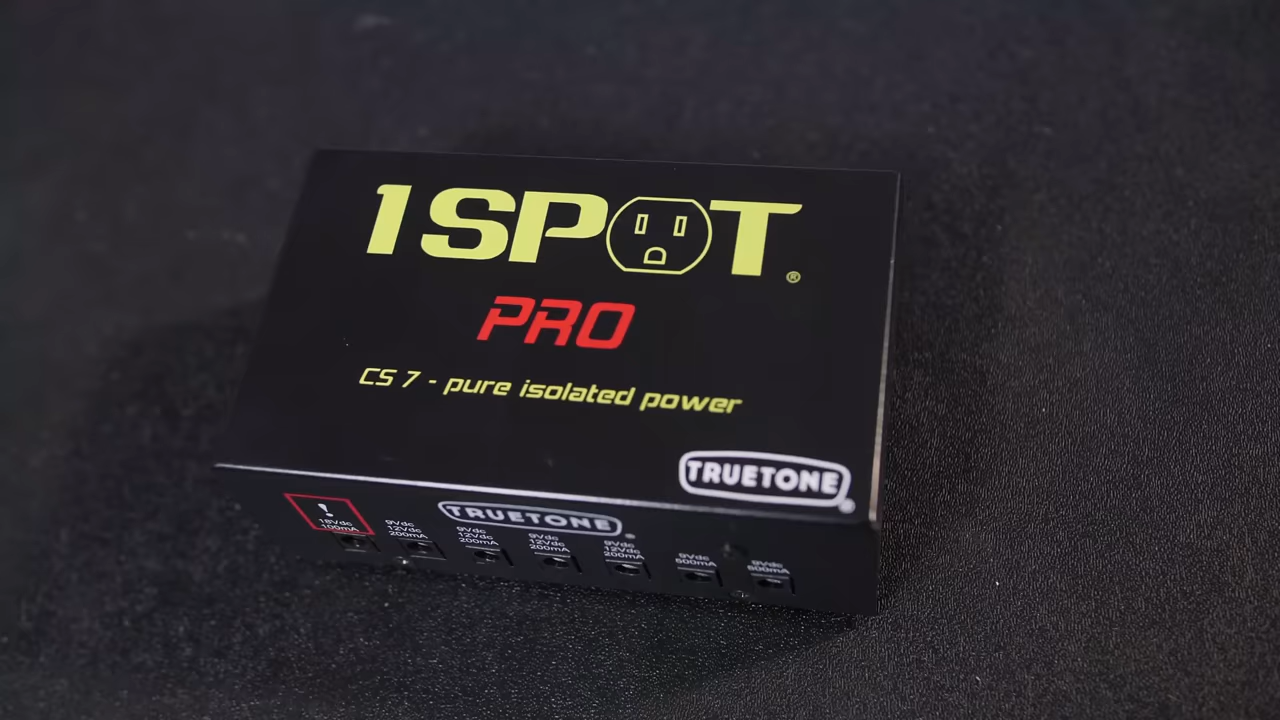 1SPOT®
PRO
CS 7 - pure isolated power
TRUETONE®
TRUETONE®
!
18Vdc
100mA
9Vdc
12Vdc
200mA
9Vdc
12Vdc
200mA
9Vdc
12Vdc
200mA
9Vdc
12Vdc
200mA
9Vdc
500mA
9Vdc
500mA